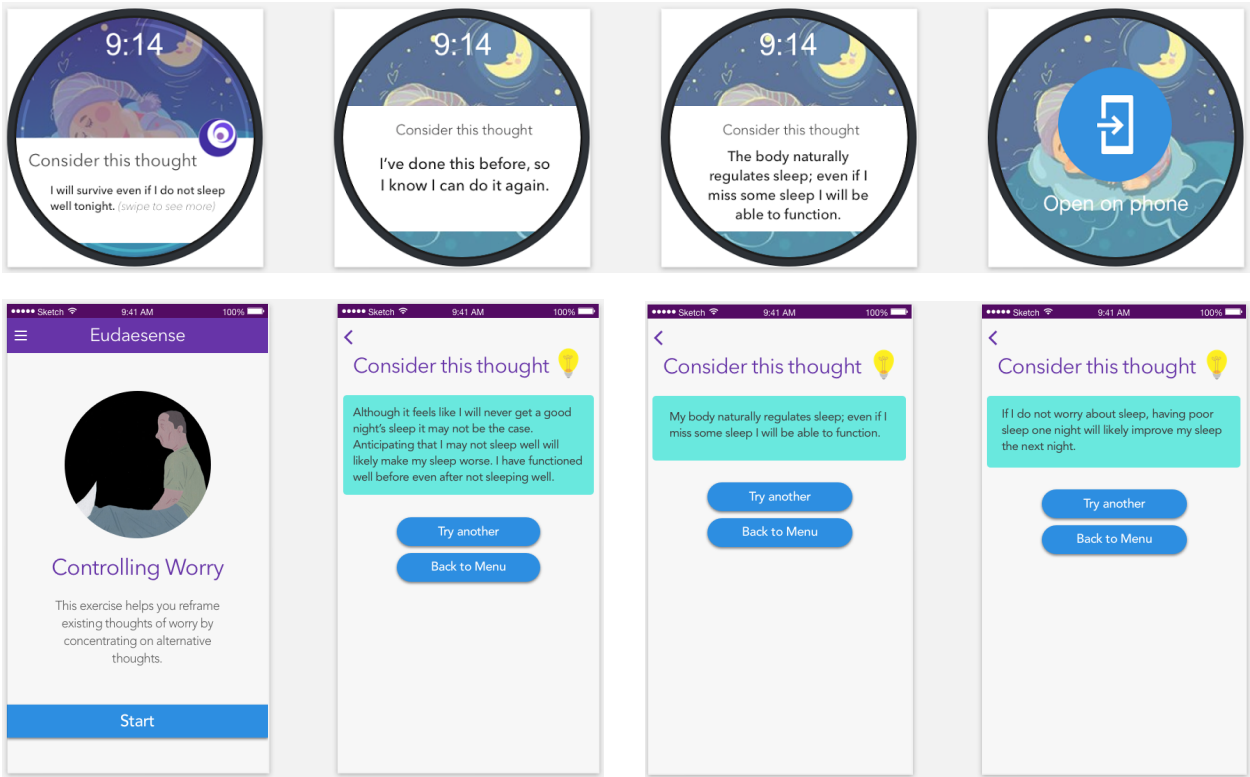 9:14
Consider this thought
I will survive even if I do not sleep
well tonight. (swipe to see more)
9:14
Consider this thought
I've done this before, so
I know I can do it again.
9:14
Consider this thought
The body naturally
regulates sleep; even if I
miss some sleep I will be
able to function.
Open on phone
Sketch 9:41 AM 100%
Eudaesense
Controlling Worry
This exercise helps you reframe
existing thoughts of worry by
concentrating on alternative
thoughts.
Start
Sketch 9:41 AM 100%
Consider this thought
Although it feels like I will never get a good
night's sleep it may not be the case.
Anticipating that I may not sleep well will
likely make my sleep worse. I have functioned
well before even after not sleeping well.
Try another
Back to Menu
Sketch 9:41 AM 100%
Consider this thought
My body naturally regulates sleep; even if I
miss some sleep I will be able to function.
Try another
Back to Menu
Sketch 9:41 AM 100%
Consider this thought
If I do not worry about sleep, having poor
sleep one night will likely improve my sleep
the next night.
Try another
Back to Menu